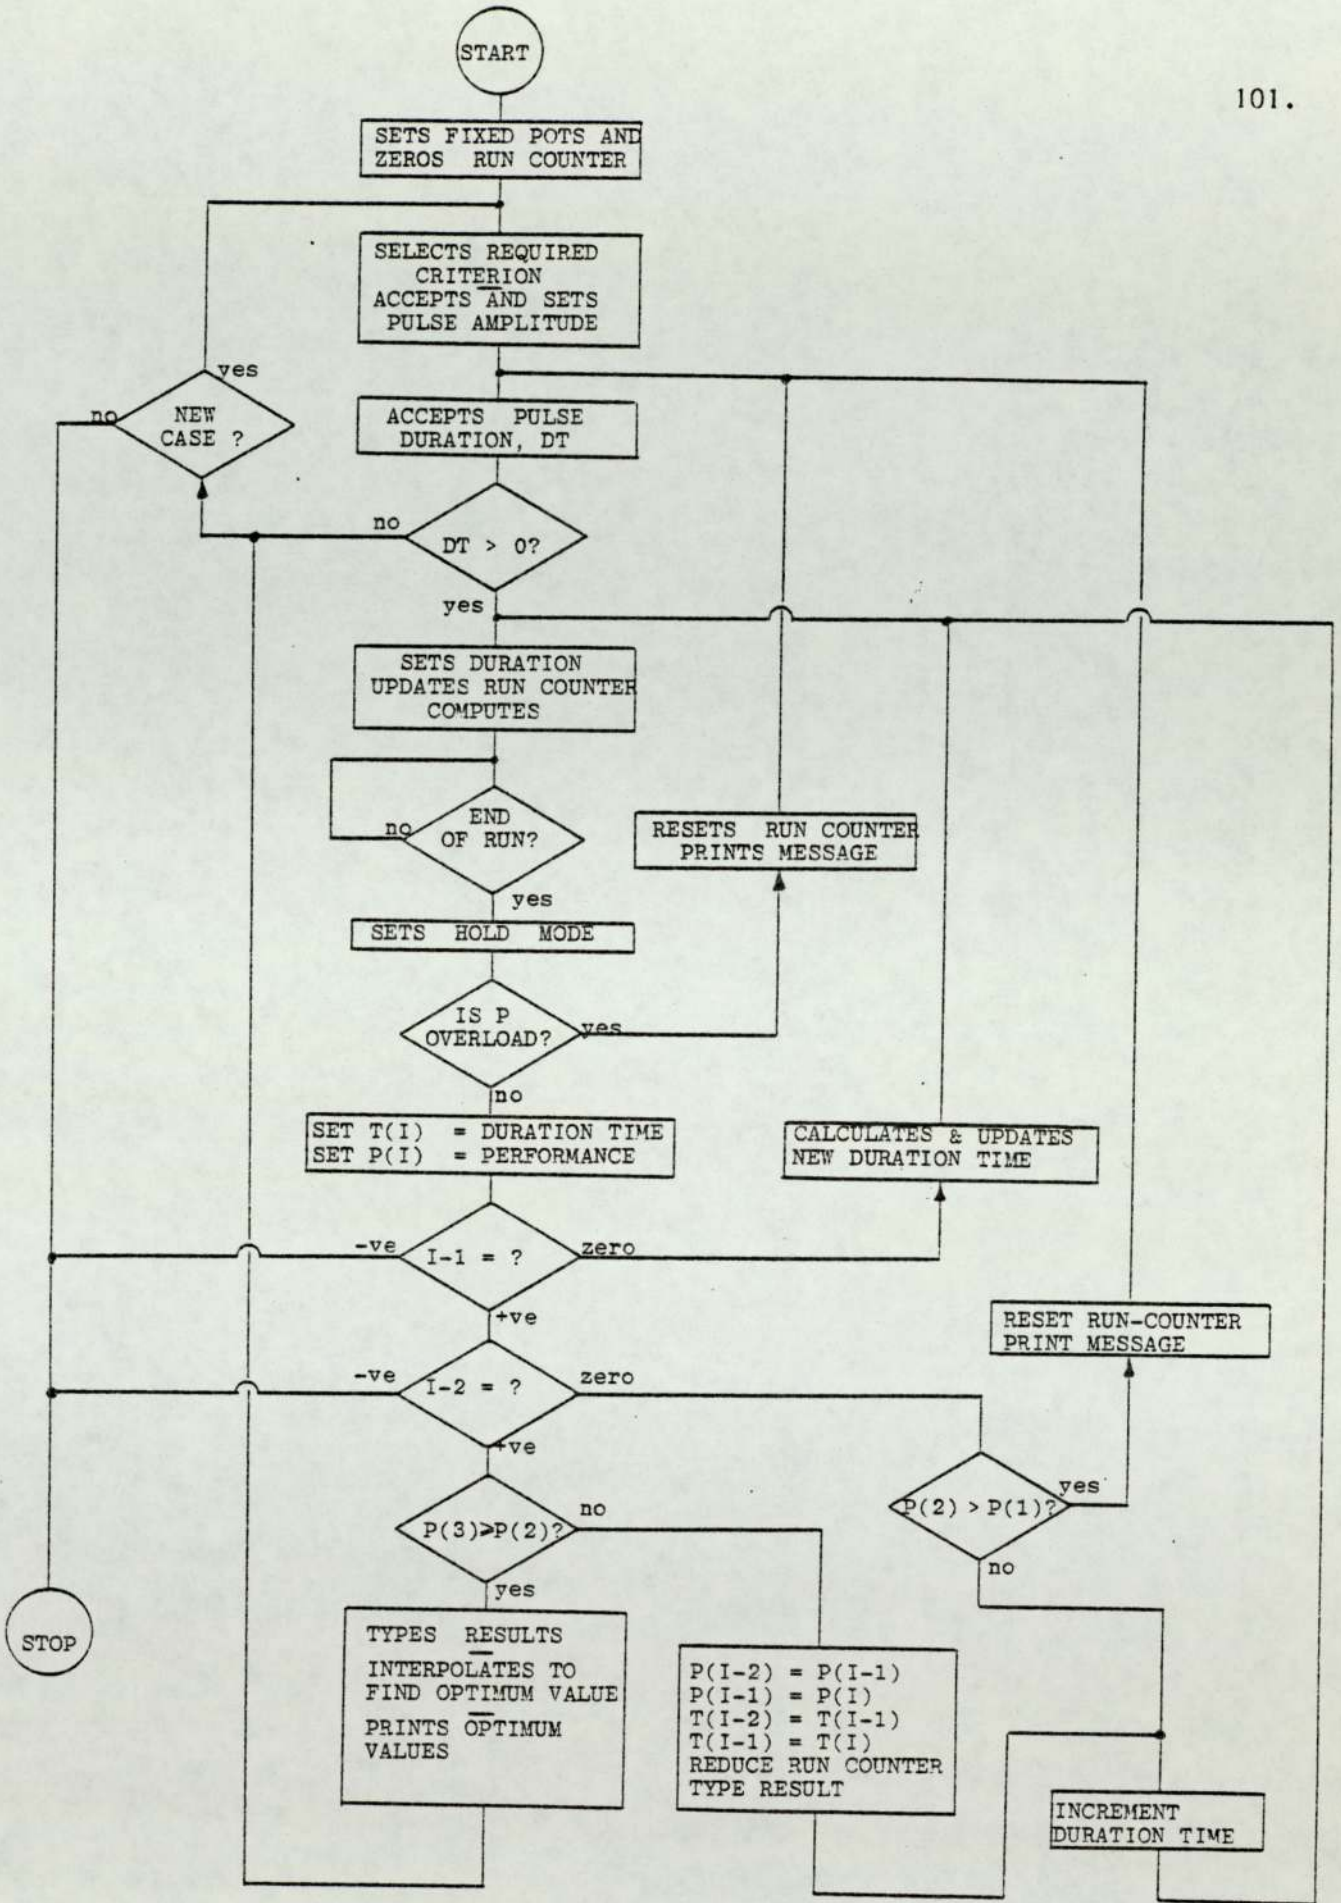 START
101.
SETS FIXED POTS AND
ZEROS RUN COUNTER
SELECTS REQUIRED
CRITERION
ACCEPTS AND SETS
PULSE AMPLITUDE
yes
no
NEW
CASE ?
ACCEPTS PULSE
DURATION, DT
no
DT > 0?
yes
SETS DURATION
UPDATES RUN COUNTER
COMPUTES
END
OF RUN?
no
yes
RESETS RUN COUNTER
PRINTS MESSAGE
SETS HOLD MODE
IS P
OVERLOAD?
yes
no
SET T(I) = DURATION TIME
SET P(I) = PERFORMANCE
CALCULATES & UPDATES
NEW DURATION TIME
-ve
I-1 = ?
zero
+ve
RESET RUN-COUNTER
PRINT MESSAGE
-ve
I-2 = ?
zero
+ve
P(2) > P(1)?
yes
no
P(3)⩾P(2)?
no
yes
STOP
TYPES RESULTS
INTERPOLATES TO
FIND OPTIMUM VALUE
PRINTS OPTIMUM
VALUES
P(I-2) = P(I-1)
P(I-1) = P(I)
T(I-2) = T(I-1)
T(I-1) = T(I)
REDUCE RUN COUNTER
TYPE RESULT
INCREMENT
DURATION TIME